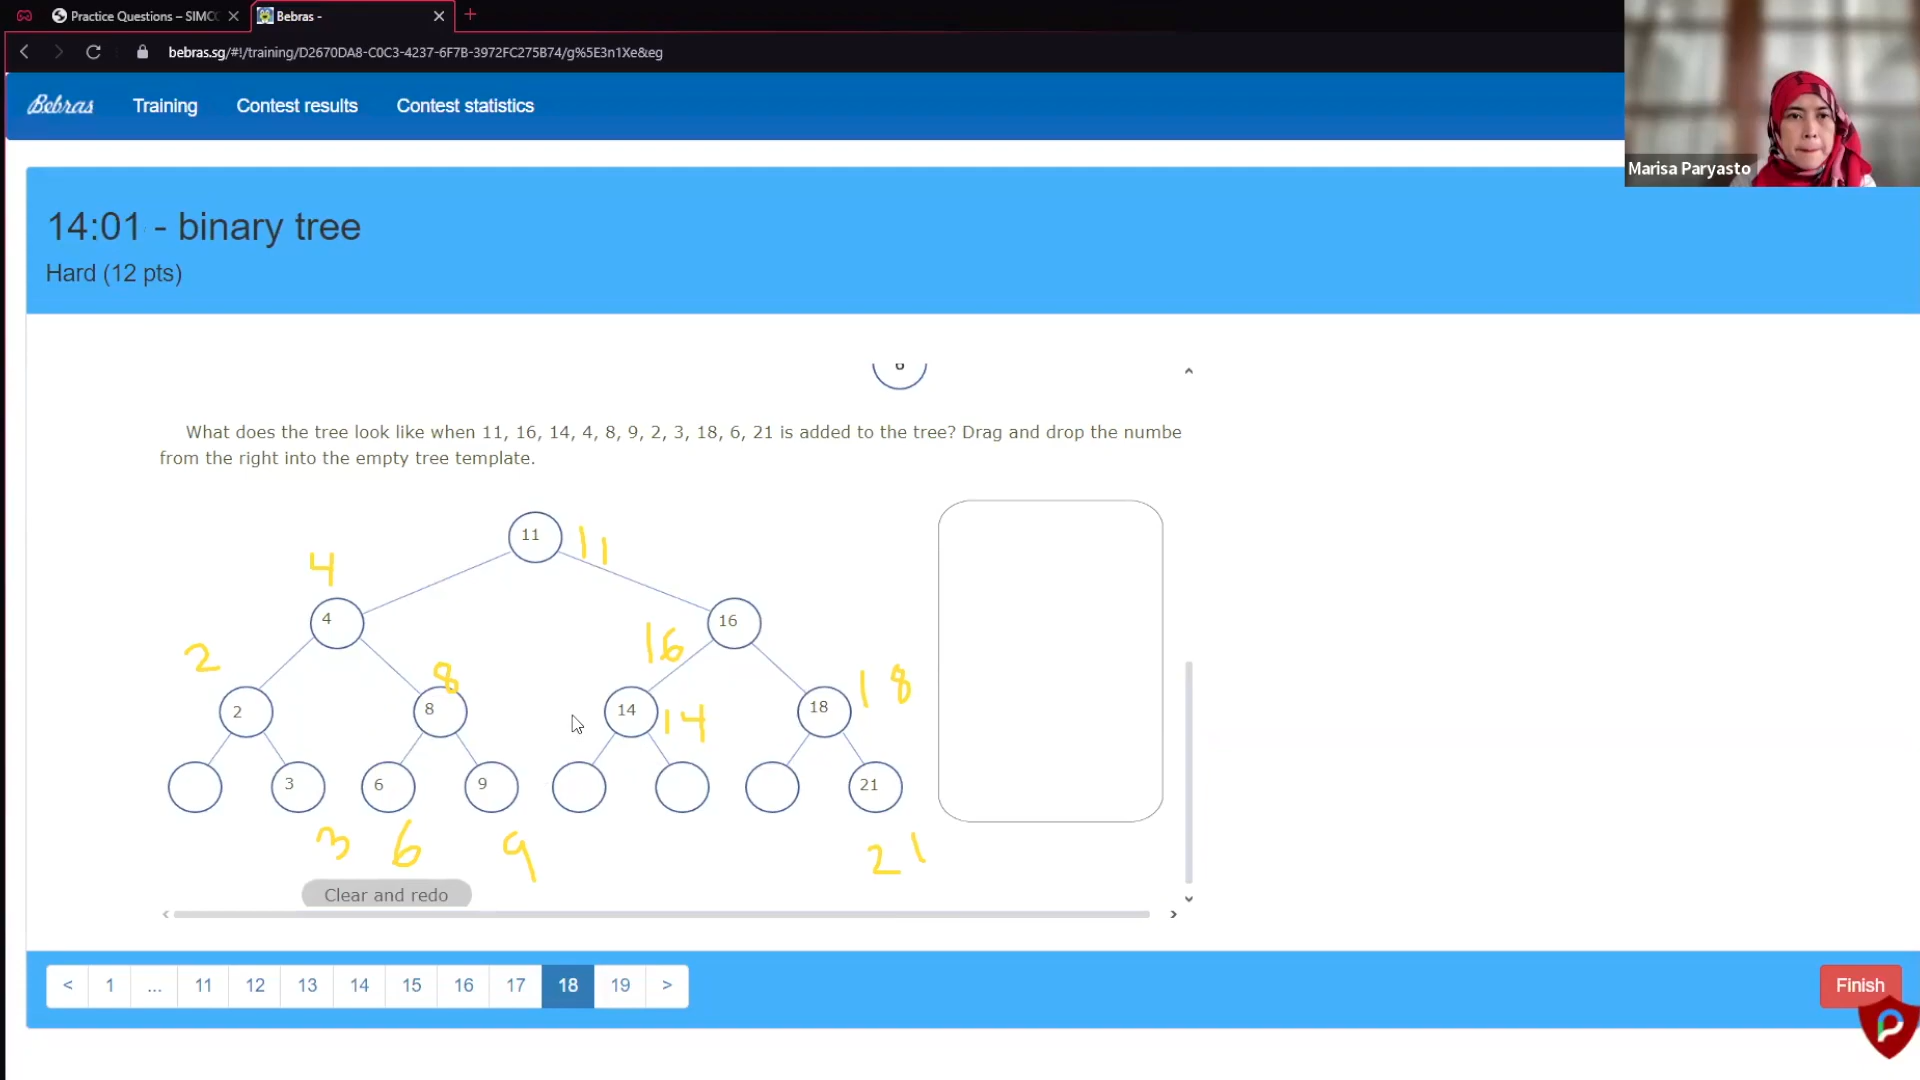 Practice Questions – SIMCC
Bebras -
bebras.sg/#!/training/D2670DA8-C0C3-4237-6F7B-3972FC275B74/g%5E3n1Xe&eg
Bebras Training Contest results Contest statistics
Marisa Paryasto
14:01 - binary tree
Hard (12 pts)
What does the tree look like when 11, 16, 14, 4, 8, 9, 2, 3, 18, 6, 21 is added to the tree? Drag and drop the numbe
from the right into the empty tree template.
11 11
4
4 16
2 8 16 18
2 8 14 14 18
3 6 9 21
3 6 9 21
Clear and redo
< 1 ... 11 12 13 14 15 16 17 18 19 >
Finish